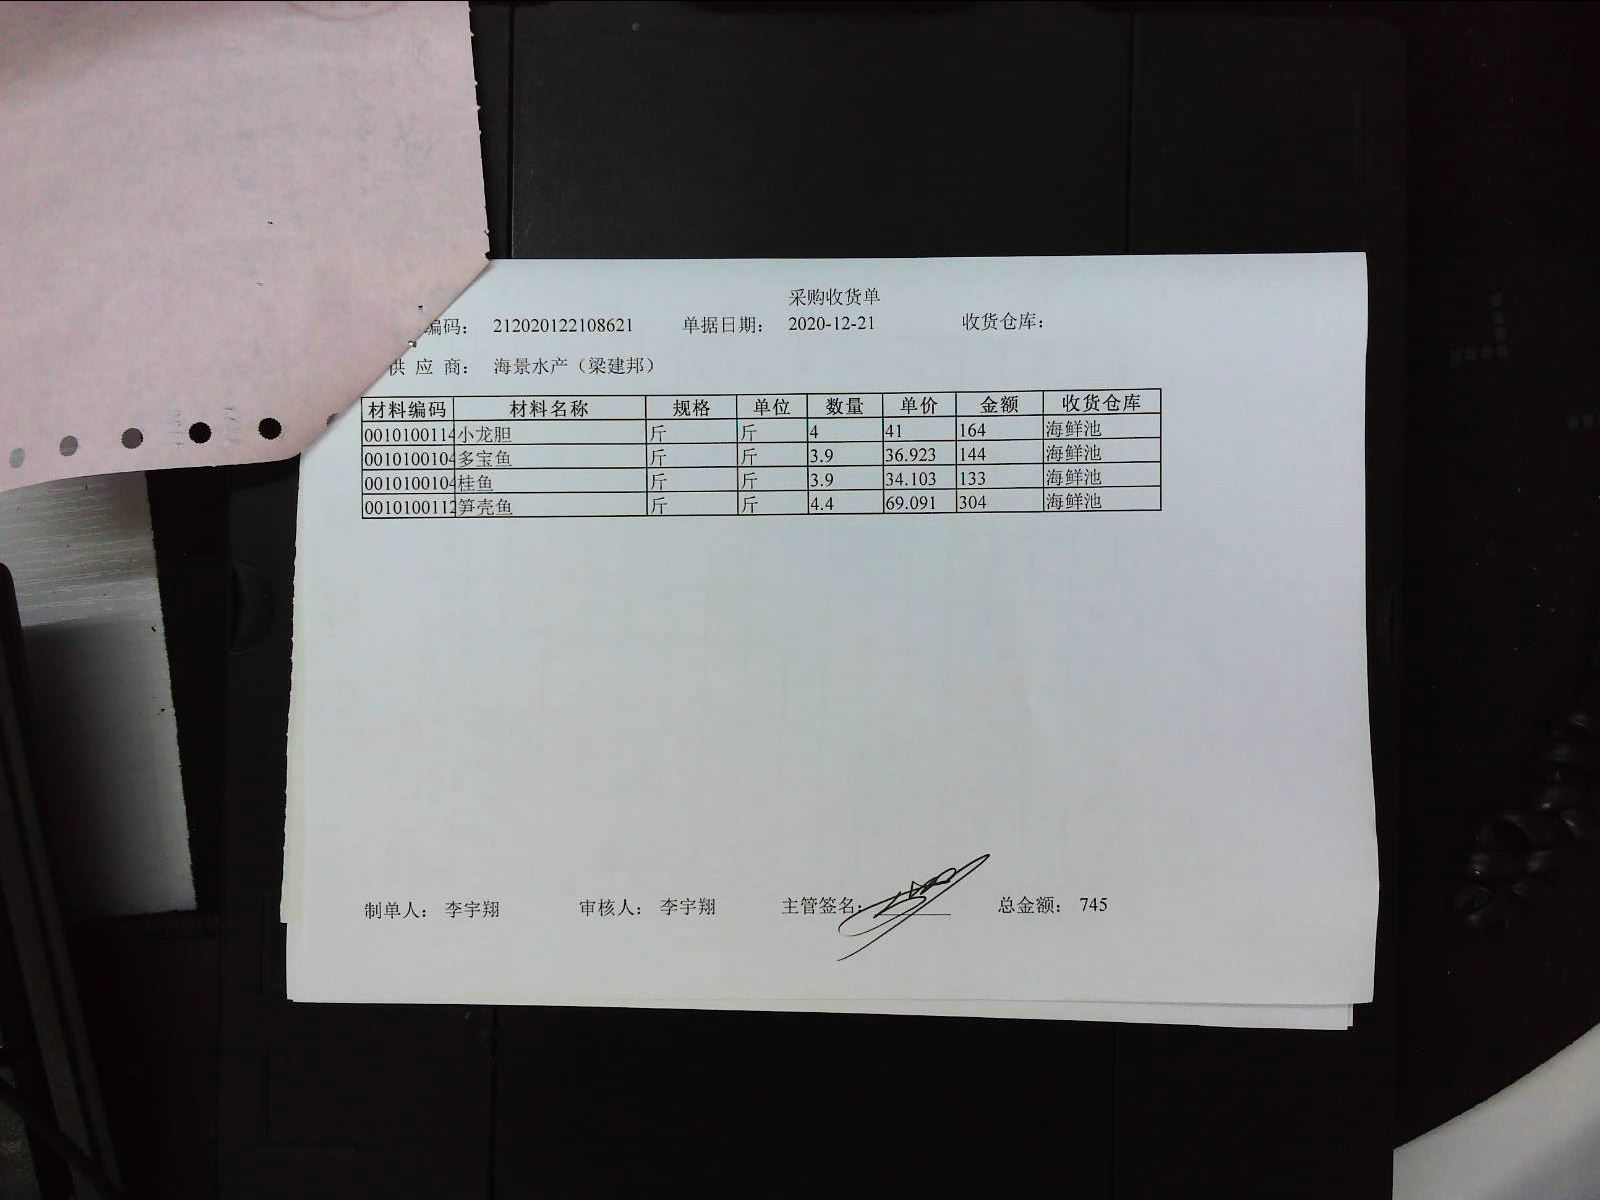 采购收货单
编码： 212020122108621 单据日期： 2020-12-21 收货仓库：
供 应 商： 海景水产（梁建邦）
材料编码 材料名称 规格 单位 数量 单价 金额 收货仓库
0010100114 小龙胆 斤 斤 4 41 164 海鲜池
0010100104 多宝鱼 斤 斤 3.9 36.923 144 海鲜池
0010100104 桂鱼 斤 斤 3.9 34.103 133 海鲜池
0010100112 笋壳鱼 斤 斤 4.4 69.091 304 海鲜池
制单人： 李宇翔 审核人： 李宇翔 主管签名： 总金额： 745